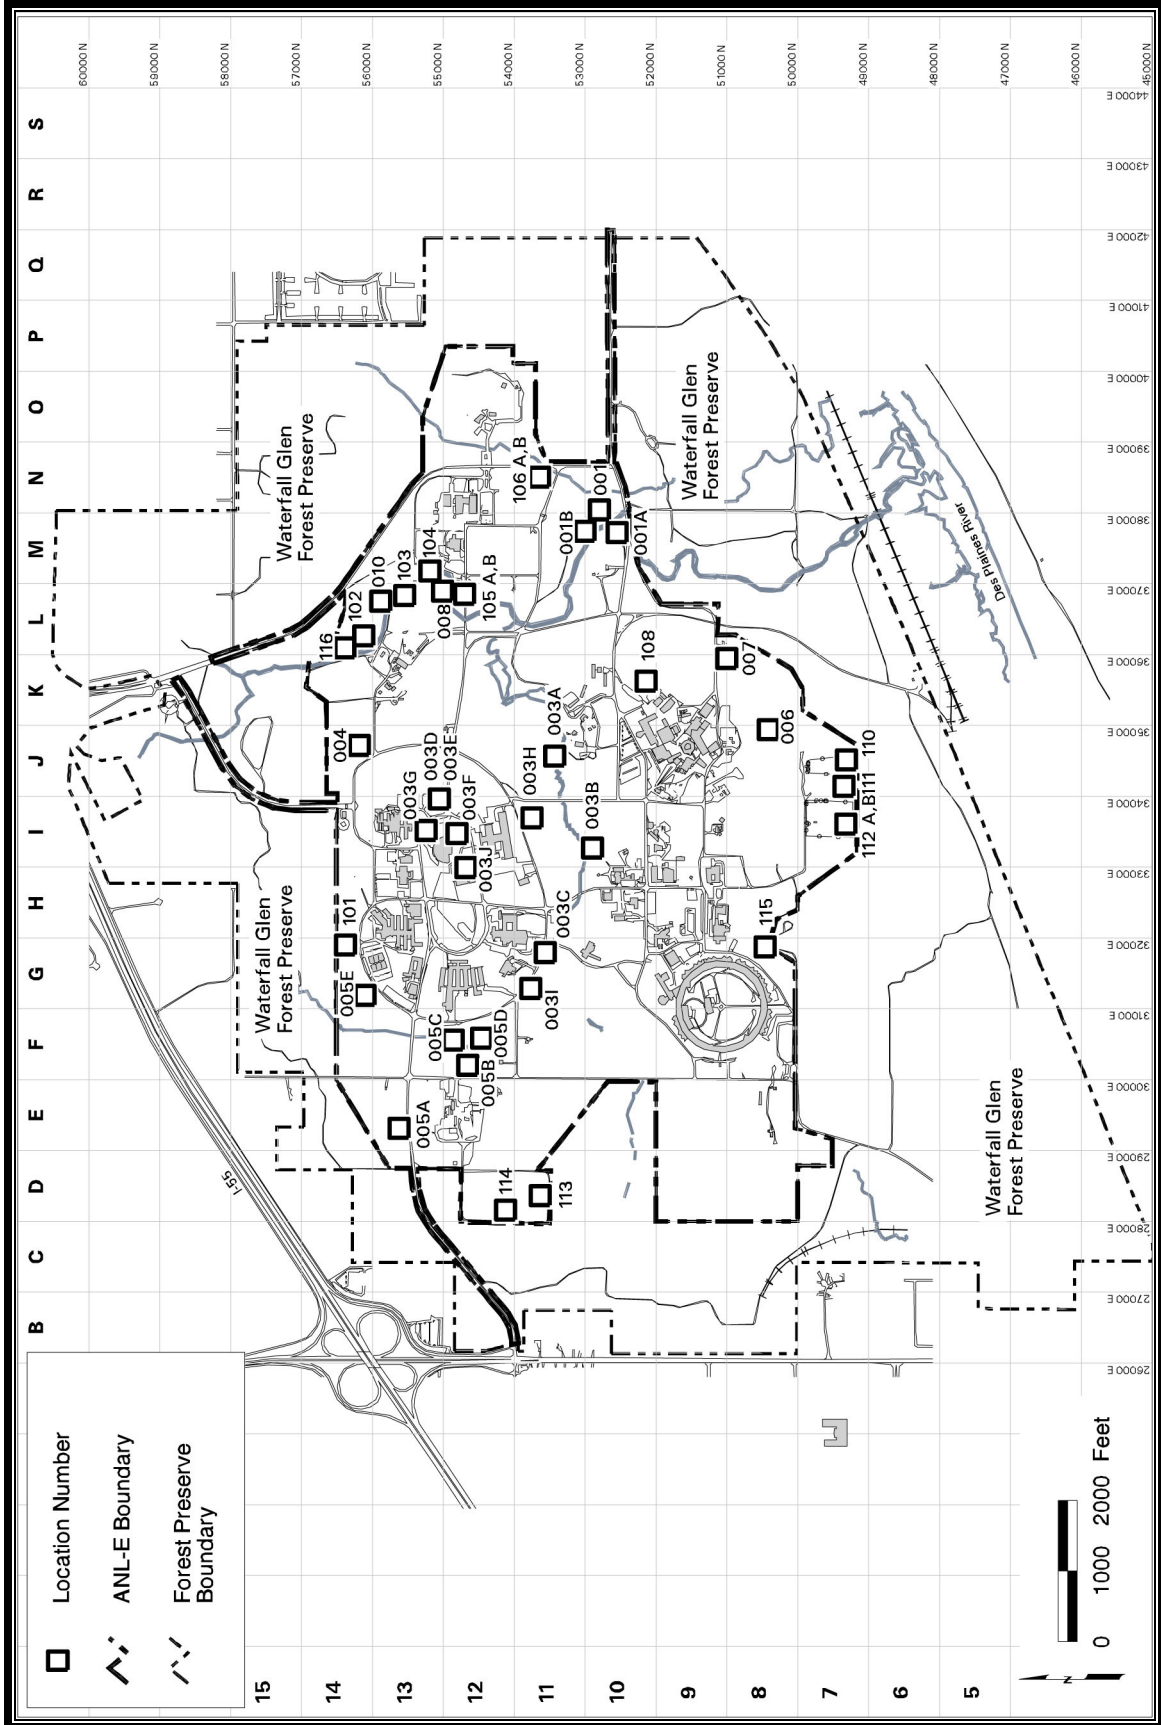 S
R
Q
P
O
N
M
L
K
J
I
H
G
F
E
D
C
B
60000 N
59000 N
58000 N
57000 N
56000 N
55000 N
54000 N
53000 N
52000 N
51000 N
50000 N
49000 N
48000 N
47000 N
46000 N
45000 N
44000 E
43000 E
42000 E
41000 E
40000 E
39000 E
38000 E
37000 E
36000 E
35000 E
34000 E
33000 E
32000 E
31000 E
30000 E
29000 E
28000 E
27000 E
26000 E
15
14
13
12
11
10
9
8
7
6
5
Waterfall Glen
Forest Preserve
Waterfall Glen
Forest Preserve
Waterfall Glen
Forest Preserve
Waterfall Glen
Forest Preserve
Des Plaines River
I-55
116
102
010
103
104
008
105 A,B
106 A,B
001B
001
001A
108
007
006
004
003G
003D
003E
003F
003J
003H
003A
003B
003C
003I
101
005E
005C
005D
005B
005A
114
113
115
110
111
112 A,B
Location Number
ANL-E Boundary
Forest Preserve
Boundary
N
0 1000 2000 Feet